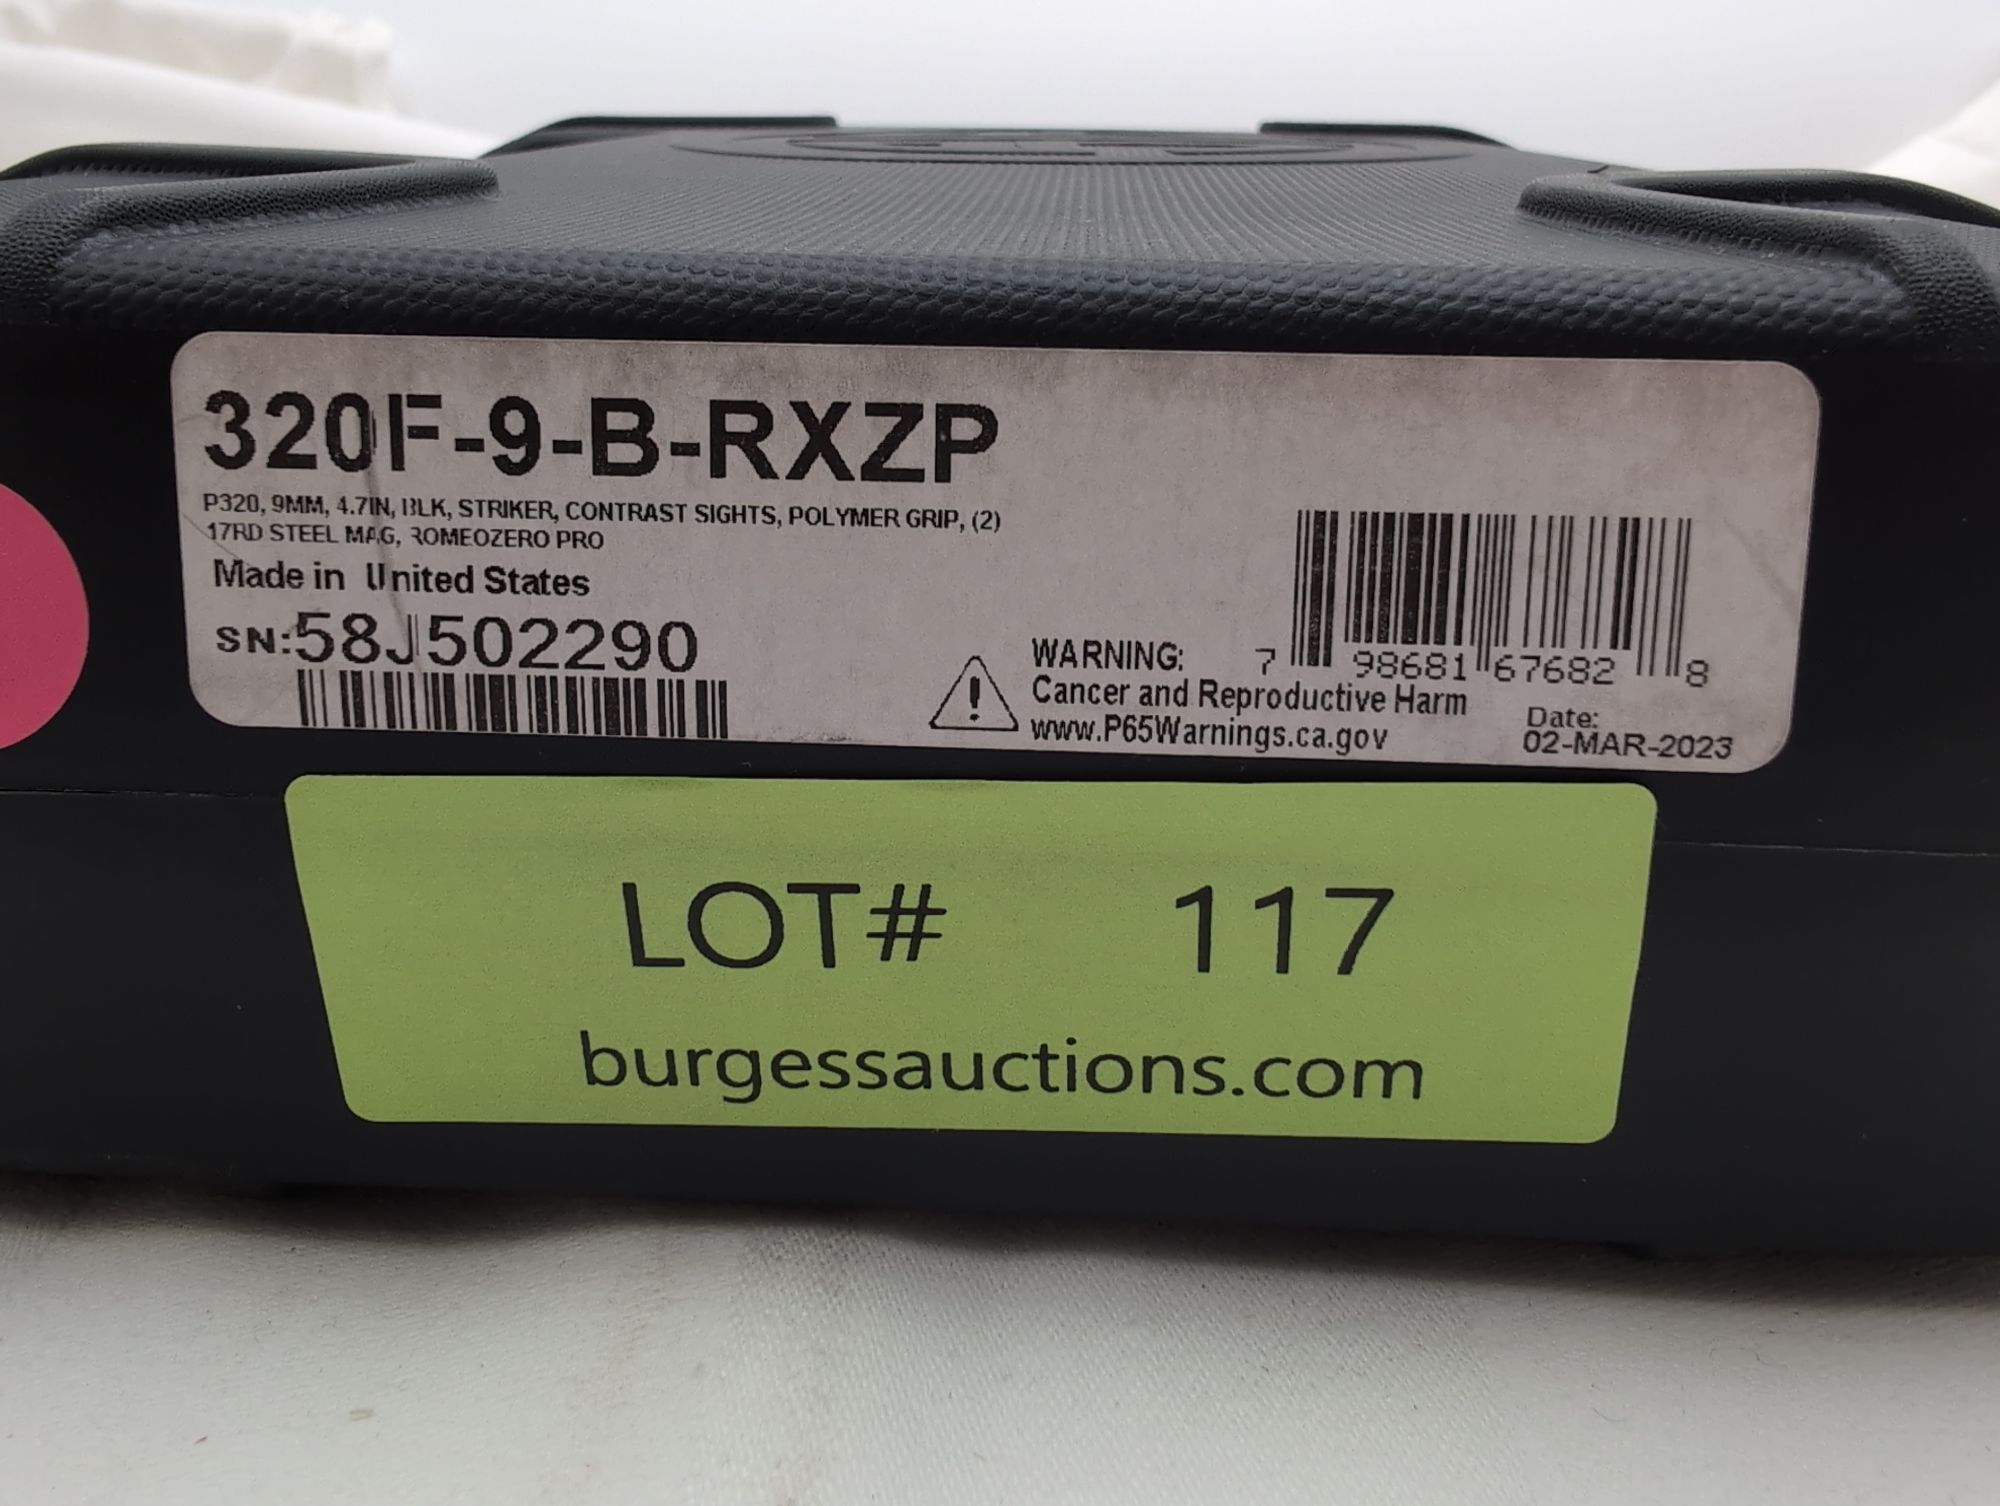 320F-9-B-RXZP
P320, 9MM, 4.7IN, BLK, STRIKER, CONTRAST SIGHTS, POLYMER GRIP, (2)
17RD STEEL MAG, ROMEOZERO PRO
Made in United States
SN:58J502290
WARNING:
Cancer and Reproductive Harm
www.P65Warnings.ca.gov
7 98681 67682 8
Date:
02-MAR-2023
LOT# 117
burgessauctions.com